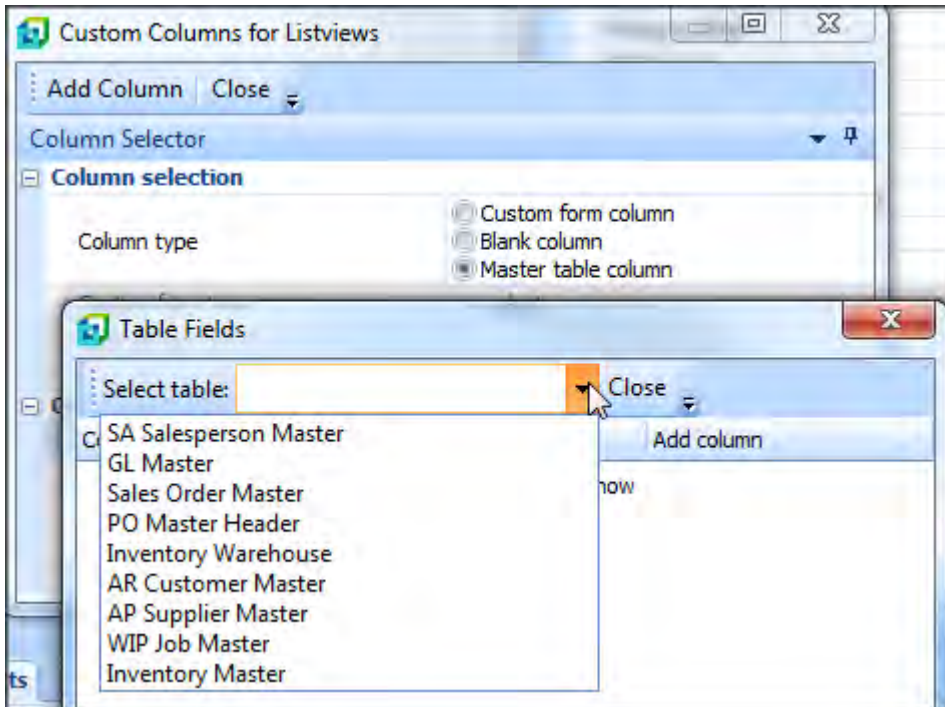 Custom Columns for Listviews
Add Column Close
Column Selector
Column selection
Custom form column
Column type
Blank column
Master table column
Table Fields
Select table: Close
Add column
SA Salesperson Master
GL Master
Sales Order Master
PO Master Header
Inventory Warehouse
AR Customer Master
AP Supplier Master
WIP Job Master
Inventory Master